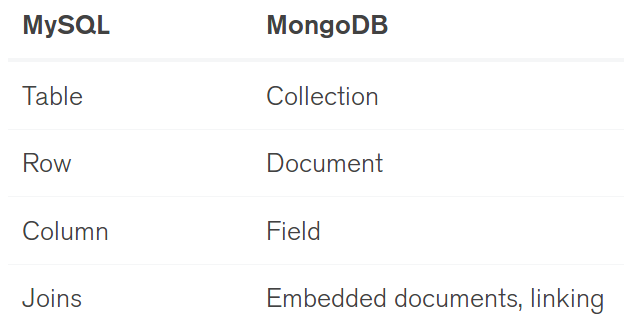 MySQL MongoDB
Table Collection
Row Document
Column Field
Joins Embedded documents, linking